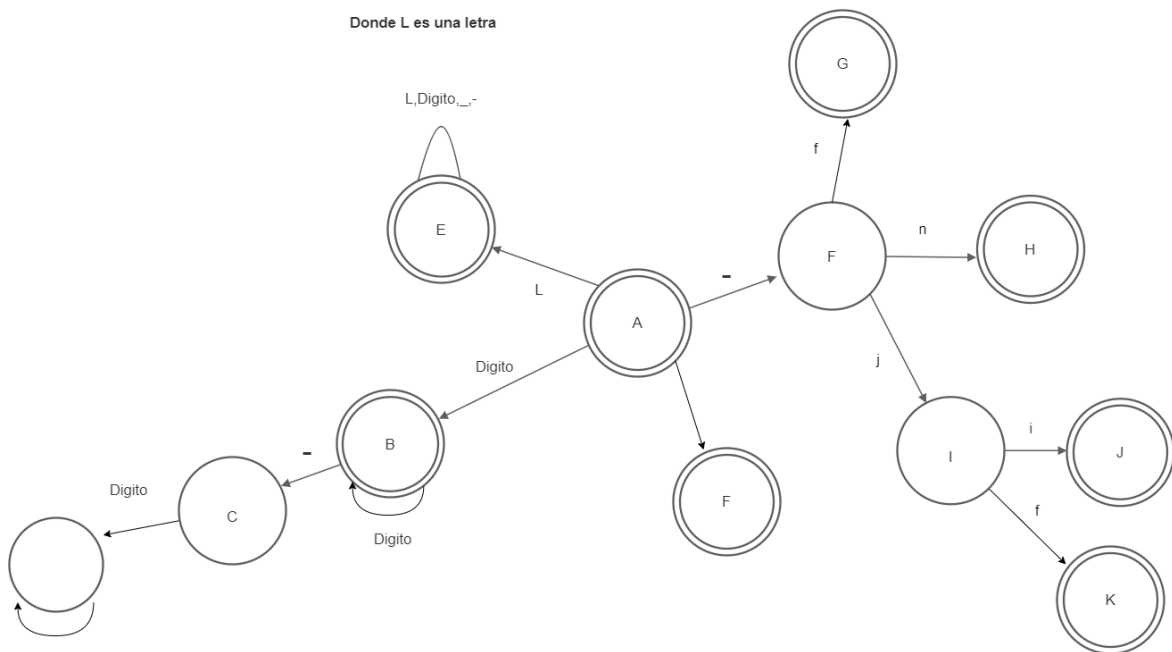 Donde L es una letra
G
L,Digito,_,-
f
E
n
F
H
-
L
A
j
Digito
B
-
i
J
I
Digito
C
F
f
Digito
K